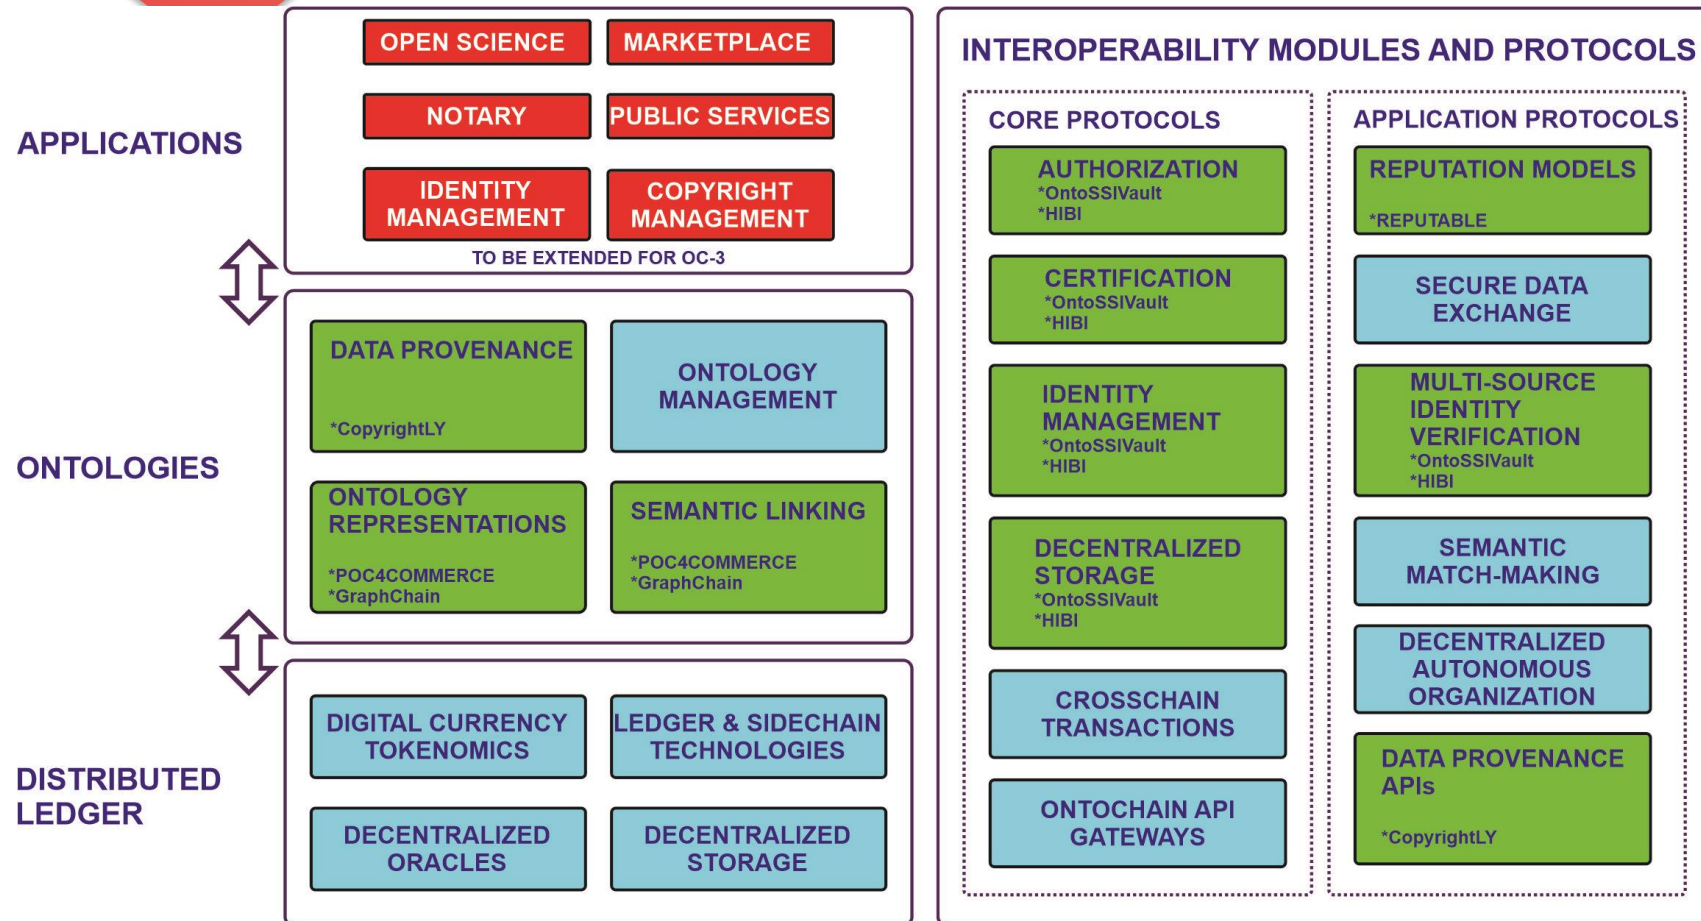 APPLICATIONS
OPEN SCIENCE
MARKETPLACE
NOTARY
PUBLIC SERVICES
IDENTITY
MANAGEMENT
COPYRIGHT
MANAGEMENT
TO BE EXTENDED FOR OC-3
ONTOLOGIES
DATA PROVENANCE
*CopyrightLY
ONTOLOGY
MANAGEMENT
ONTOLOGY
REPRESENTATIONS
*POC4COMMERCE
*GraphChain
SEMANTIC LINKING
*POC4COMMERCE
*GraphChain
DISTRIBUTED
LEDGER
DIGITAL CURRENCY
TOKENOMICS
LEDGER & SIDECHAIN
TECHNOLOGIES
DECENTRALIZED
ORACLES
DECENTRALIZED
STORAGE
INTEROPERABILITY MODULES AND PROTOCOLS
CORE PROTOCOLS
AUTHORIZATION
*OntoSSIVault
*HIBI
CERTIFICATION
*OntoSSIVault
*HIBI
IDENTITY
MANAGEMENT
*OntoSSIVault
*HIBI
DECENTRALIZED
STORAGE
*OntoSSIVault
*HIBI
CROSSCHAIN
TRANSACTIONS
ONTOCHAIN API
GATEWAYS
APPLICATION PROTOCOLS
REPUTATION MODELS
*REPUTABLE
SECURE DATA
EXCHANGE
MULTI-SOURCE
IDENTITY
VERIFICATION
*OntoSSIVault
*HIBI
SEMANTIC
MATCH-MAKING
DECENTRALIZED
AUTONOMOUS
ORGANIZATION
DATA PROVENANCE
APIs
*CopyrightLY